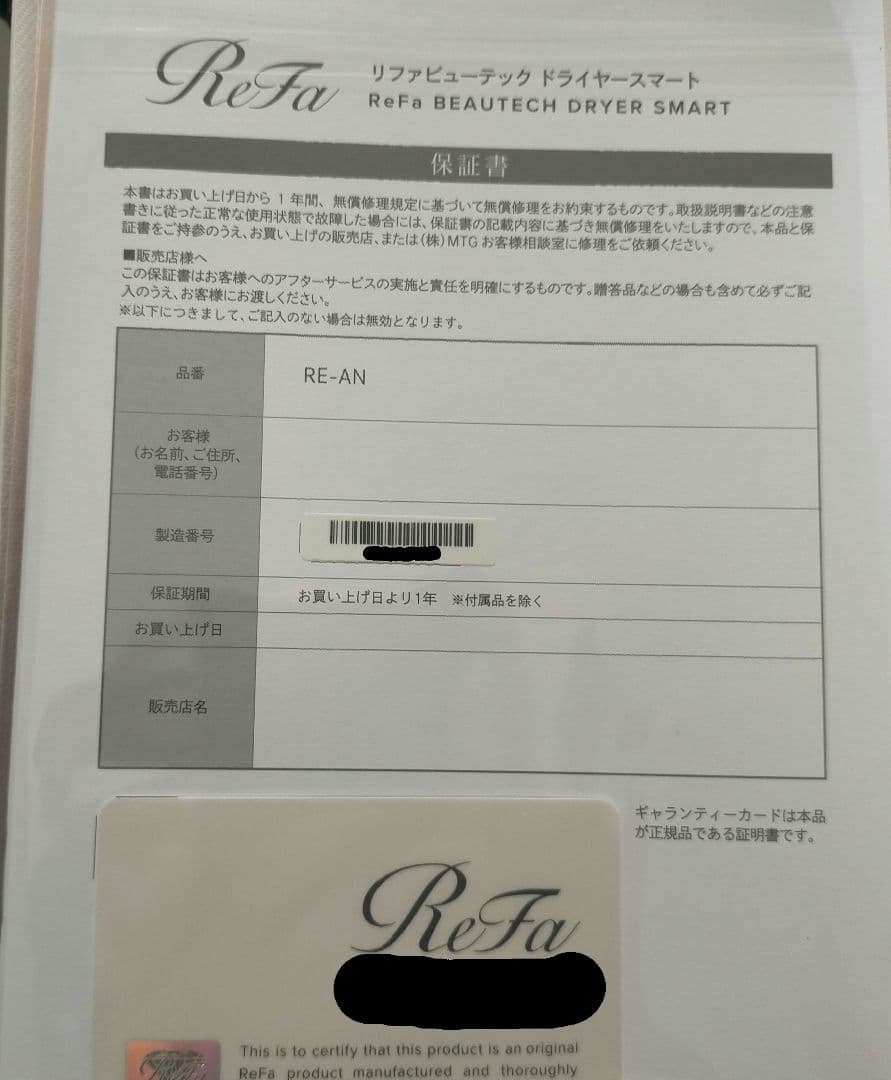 ReFa
リファビューテック ドライヤースマート
ReFa BEAUTECH DRYER SMART
保証書
本書はお買い上げ日から 1 年間、無償修理規定に基づいて無償修理をお約束するものです。取扱説明書などの注意
書きに従った正常な使用状態で故障した場合には、保証書の記載内容に基づき無償修理をいたしますので、本品と保
証書をご持参のうえ、お買い上げの販売店、または(株)MTG お客様相談室に修理をご依頼ください。
■販売店様へ
この保証書はお客様へのアフターサービスの実施と責任を明確にするものです。贈答品などの場合も含めて必ずご記
入のうえ、お客様にお渡しください。
※以下につきまして、ご記入のない場合は無効となります。
品番 RE-AN
お客様
(お名前、ご住所、
電話番号)
製造番号
保証期間 お買い上げ日より1年 ※付属品を除く
お買い上げ日
販売店名
ギャランティーカードは本品
が正規品である証明書です。
ReFa
This is to certify that this product is an original
ReFa product manufactured and thoroughly